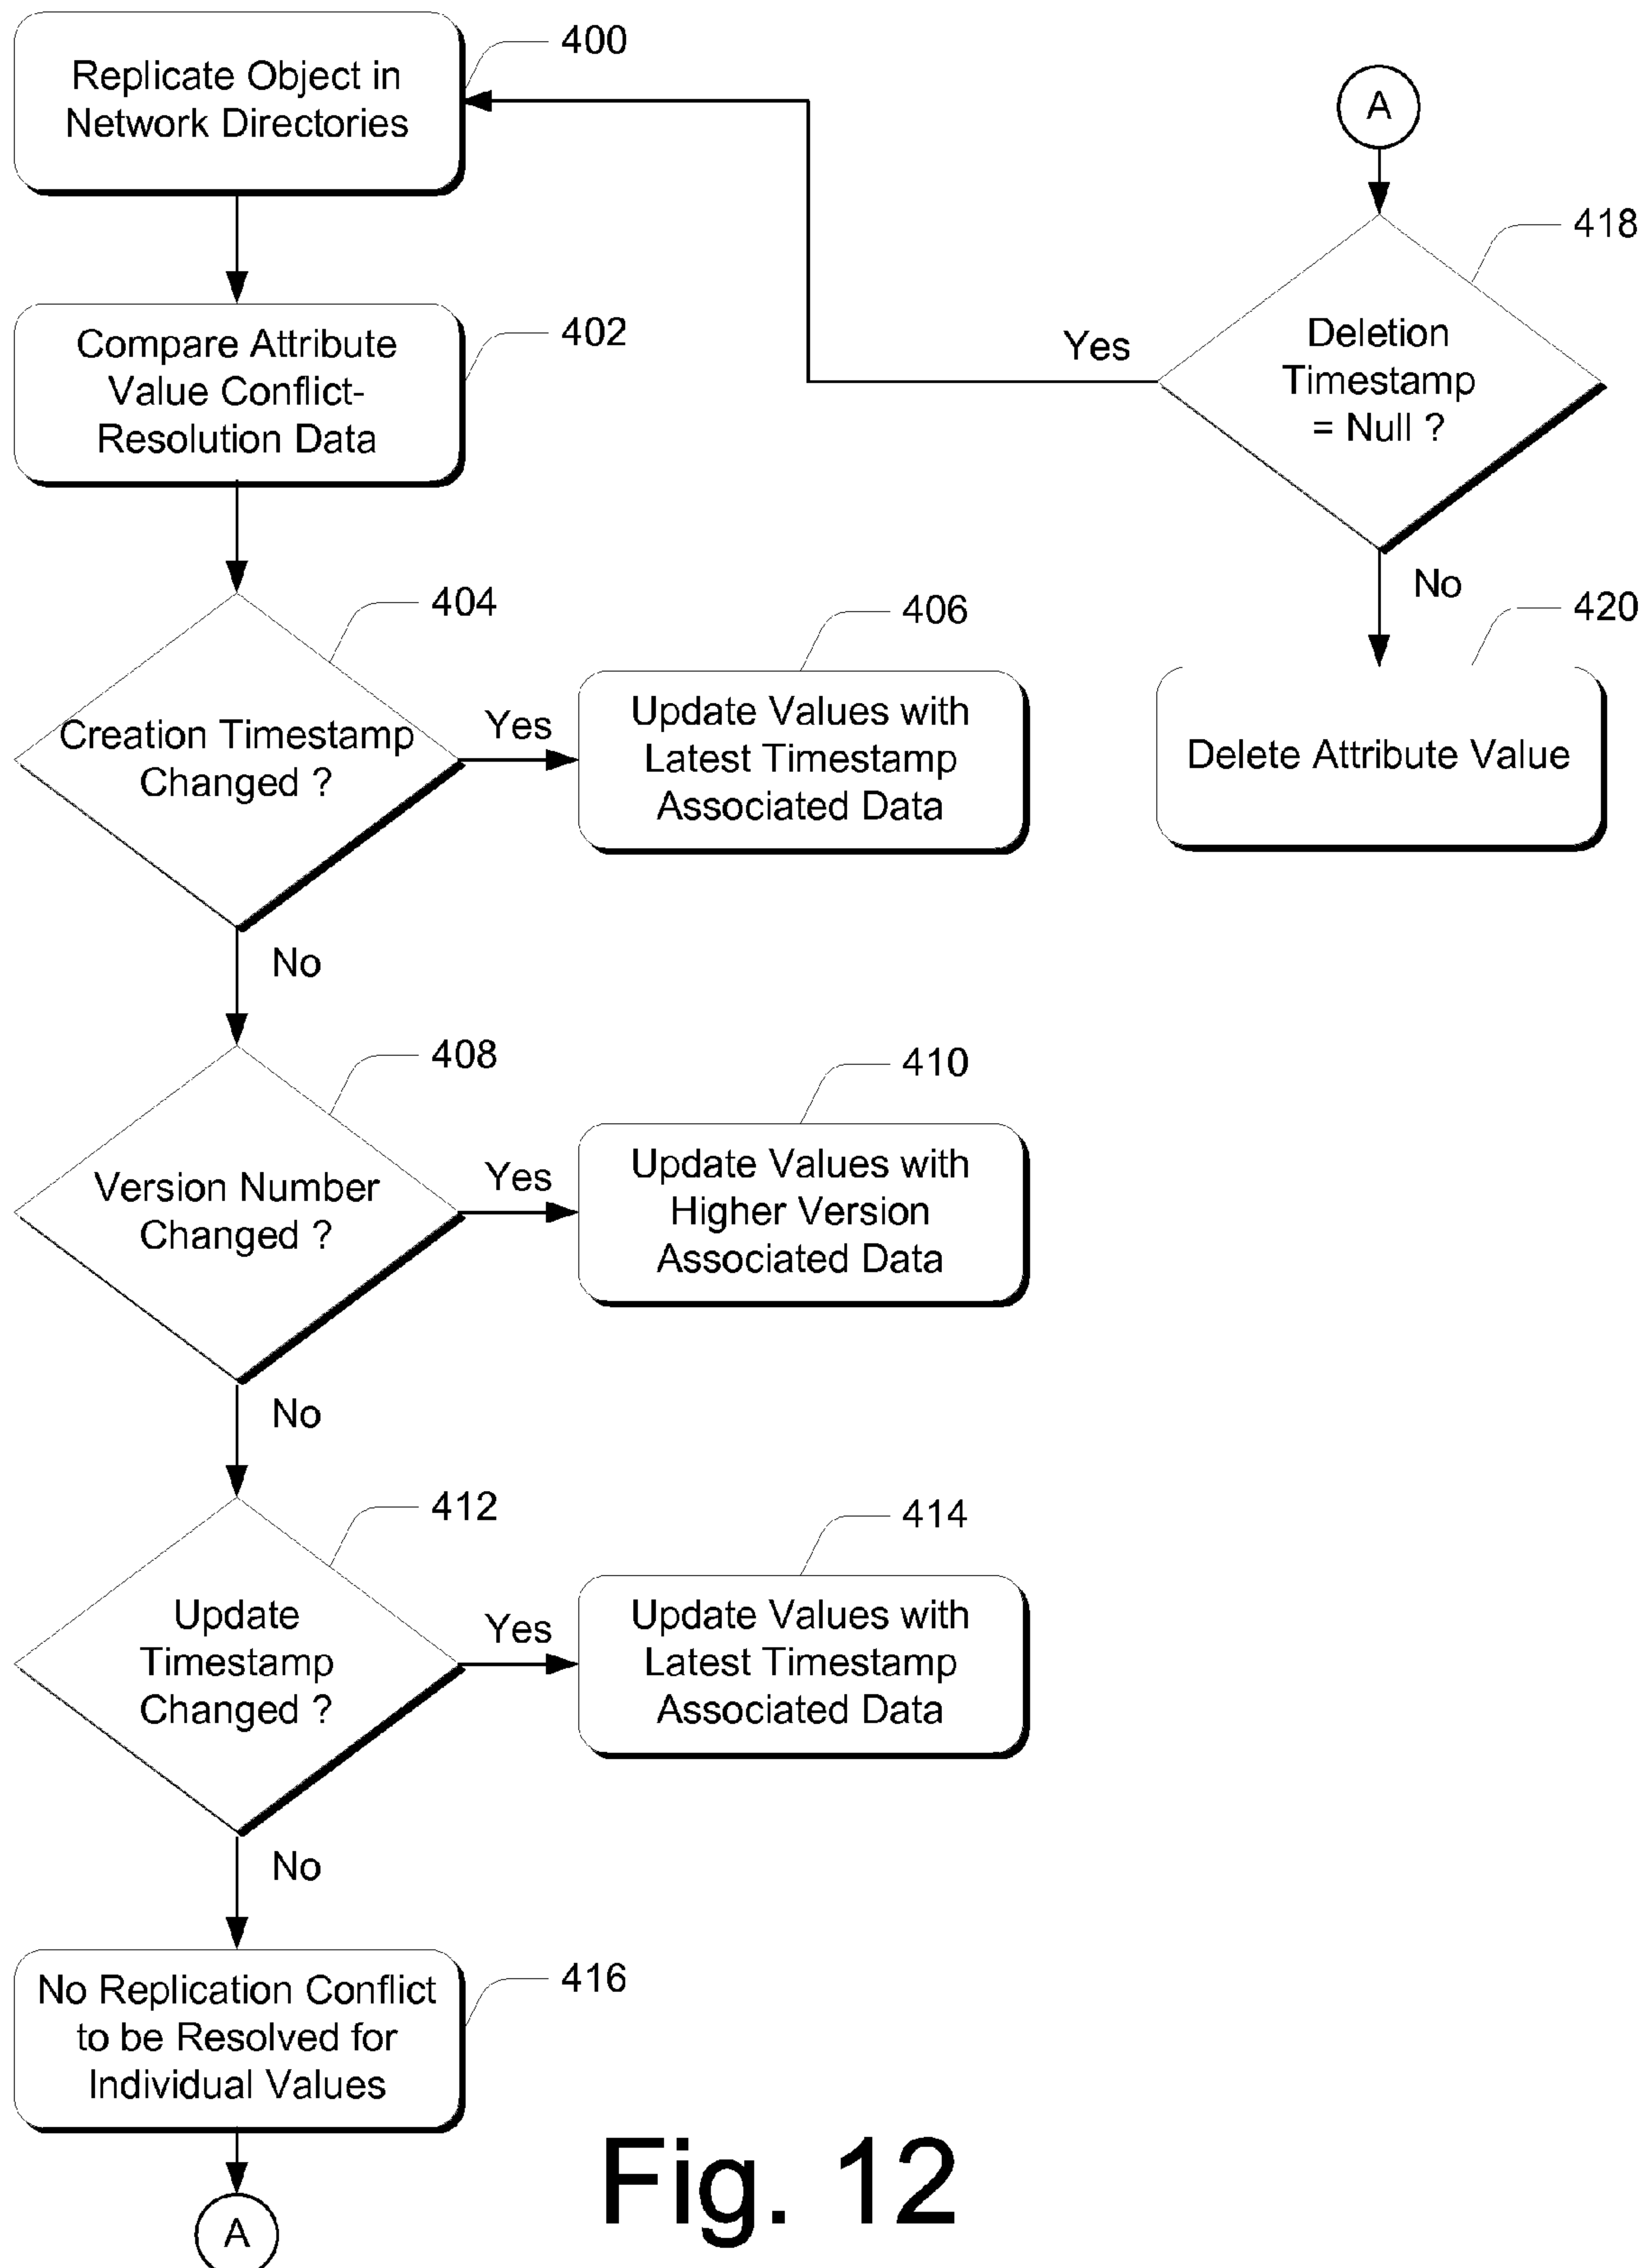 Replicate Object in
Network Directories
400
Compare Attribute
Value Conflict-
Resolution Data
402
Creation Timestamp
Changed ?
404
Yes
Update Values with
Latest Timestamp
Associated Data
406
No
Version Number
Changed ?
408
Yes
Update Values with
Higher Version
Associated Data
410
No
Update
Timestamp
Changed ?
412
Yes
Update Values with
Latest Timestamp
Associated Data
414
No
No Replication Conflict
to be Resolved for
Individual Values
416
A
A
Deletion
Timestamp
= Null ?
418
Yes
No
Delete Attribute Value
420
Fig. 12